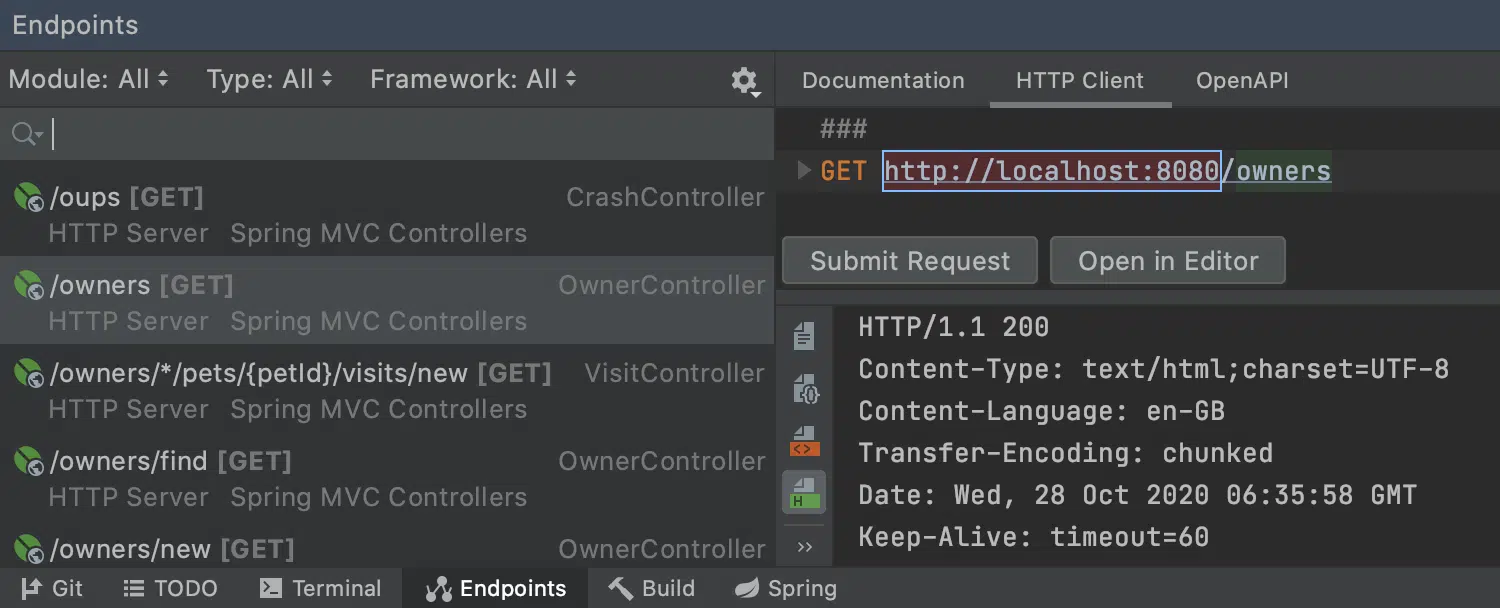 Endpoints
Module: All Type: All Framework: All
/oups [GET] CrashController
HTTP Server Spring MVC Controllers
/owners [GET] OwnerController
HTTP Server Spring MVC Controllers
/owners/*/pets/{petId}/visits/new [GET] VisitController
HTTP Server Spring MVC Controllers
/owners/find [GET] OwnerController
HTTP Server Spring MVC Controllers
/owners/new [GET] OwnerController
Documentation HTTP Client OpenAPI
###
GET http://localhost:8080/owners
Submit Request Open in Editor
HTTP/1.1 200
Content-Type: text/html;charset=UTF-8
Content-Language: en-GB
Transfer-Encoding: chunked
Date: Wed, 28 Oct 2020 06:35:58 GMT
Keep-Alive: timeout=60
Git TODO Terminal Endpoints Build Spring